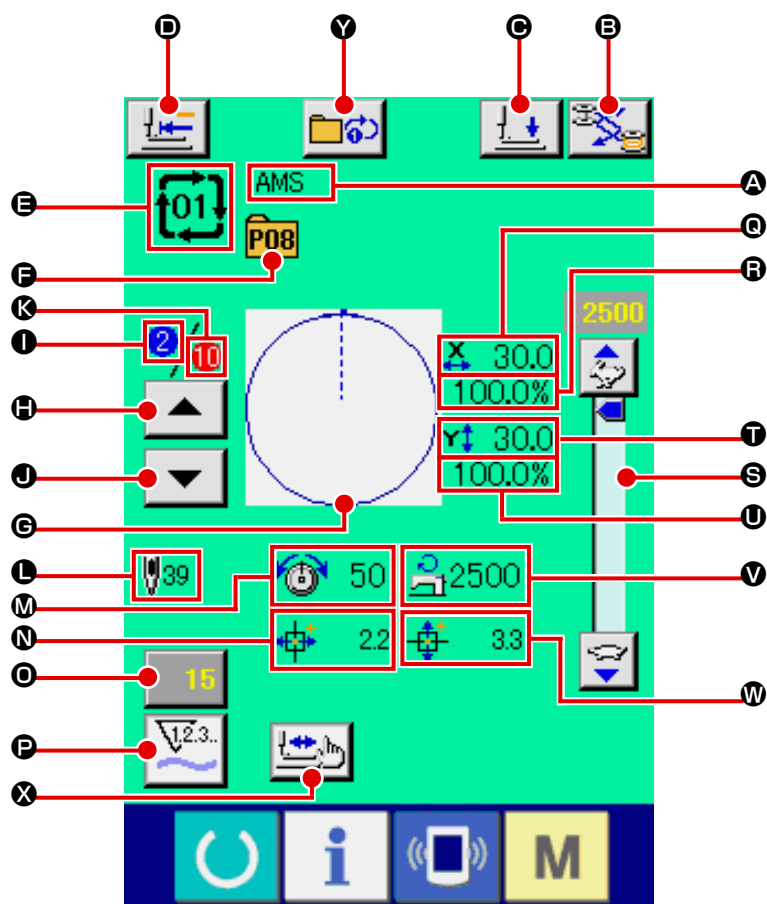 D Y C B
AMS A
E 01
Q
P08
F R
K 2500
I 2 / 10 X 30.0
100.0%
H
Y 30.0 T
J 100.0% S
G U
L 39 50 2500 V
M
N 2.2 3.3
O 15 W
P 1.2.3..
X
i M